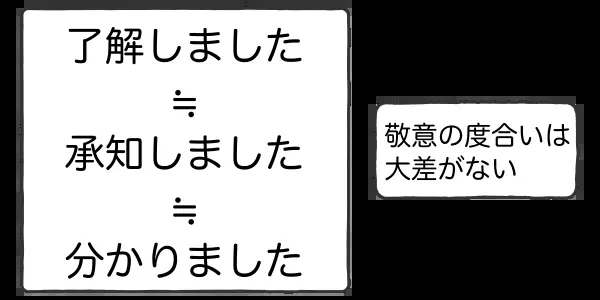 了解しました
≒
承知しました
≒
分かりました
敬意の度合いは
大差がない